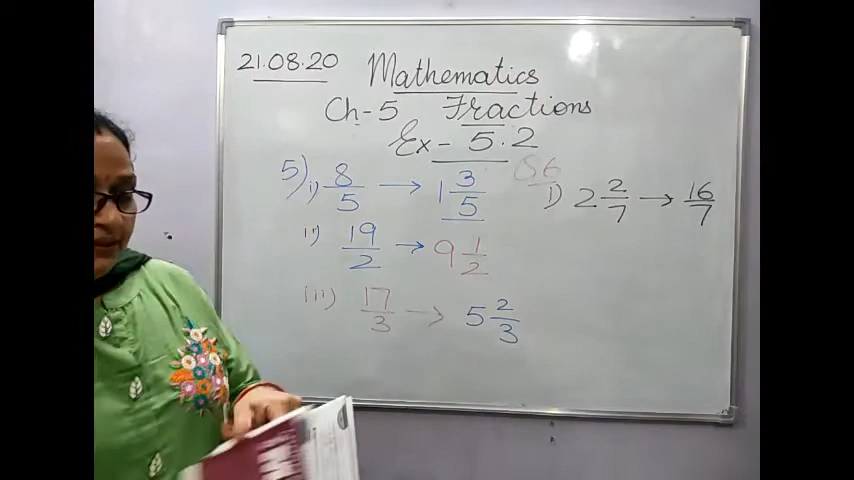 21.08.20
Mathematics
Ch-5 Fractions
Ex-5.2
5) i) 8/5 → 1 3/5
ii) 19/2 → 9 1/2
iii) 17/3 → 5 2/3
i) 2 2/7 → 16/7